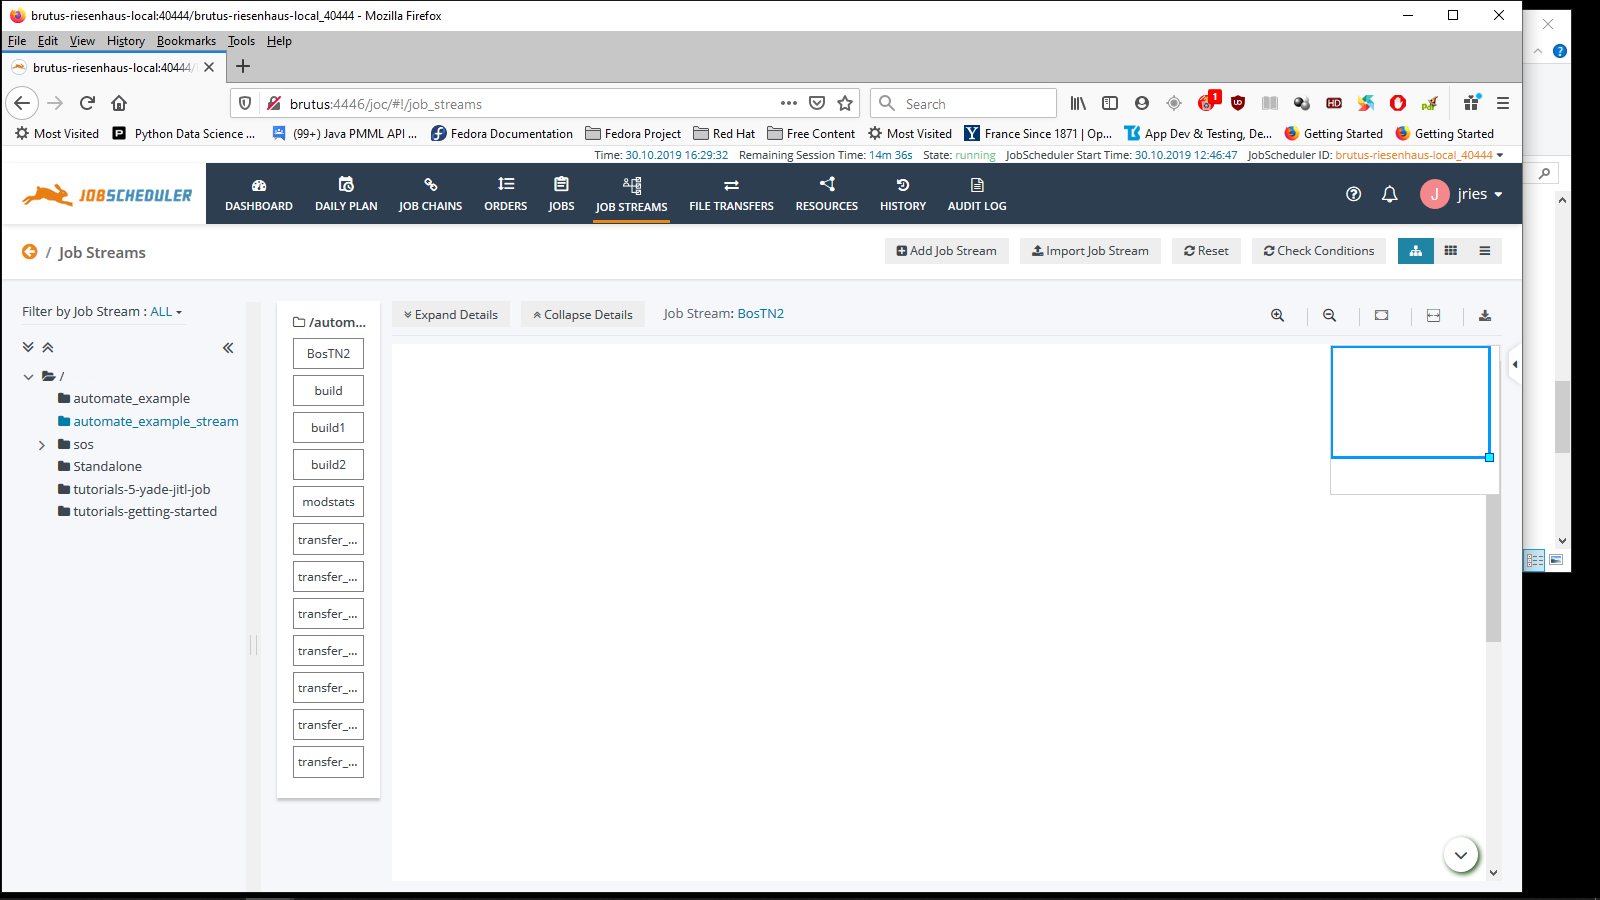 brutus-riesenhaus-local:40444/brutus-riesenhaus-local_40444 - Mozilla Firefox
File Edit View History Bookmarks Tools Help
brutus-riesenhaus-local:40444/
brutus:4446/joc/#!/job_streams
Search
1
Most Visited Python Data Science ... (99+) Java PMML API ... Fedora Documentation Fedora Project Red Hat Free Content Most Visited France Since 1871 | Op... App Dev & Testing, De... Getting Started Getting Started
Time: 30.10.2019 16:29:32 Remaining Session Time: 14m 36s State: running JobScheduler Start Time: 30.10.2019 12:46:47 JobScheduler ID: brutus-riesenhaus-local_40444
JOBSCHEDULER
DASHBOARD DAILY PLAN JOB CHAINS ORDERS JOBS JOB STREAMS FILE TRANSFERS RESOURCES HISTORY AUDIT LOG
J jries
/ Job Streams
Add Job Stream Import Job Stream Reset Check Conditions
Filter by Job Stream : ALL
/
automate_example
automate_example_stream
sos
Standalone
tutorials-5-yade-jitl-job
tutorials-getting-started
/autom...
BosTN2
build
build1
build2
modstats
transfer_...
transfer_...
transfer_...
transfer_...
transfer_...
transfer_...
transfer_...
Expand Details Collapse Details Job Stream: BosTN2